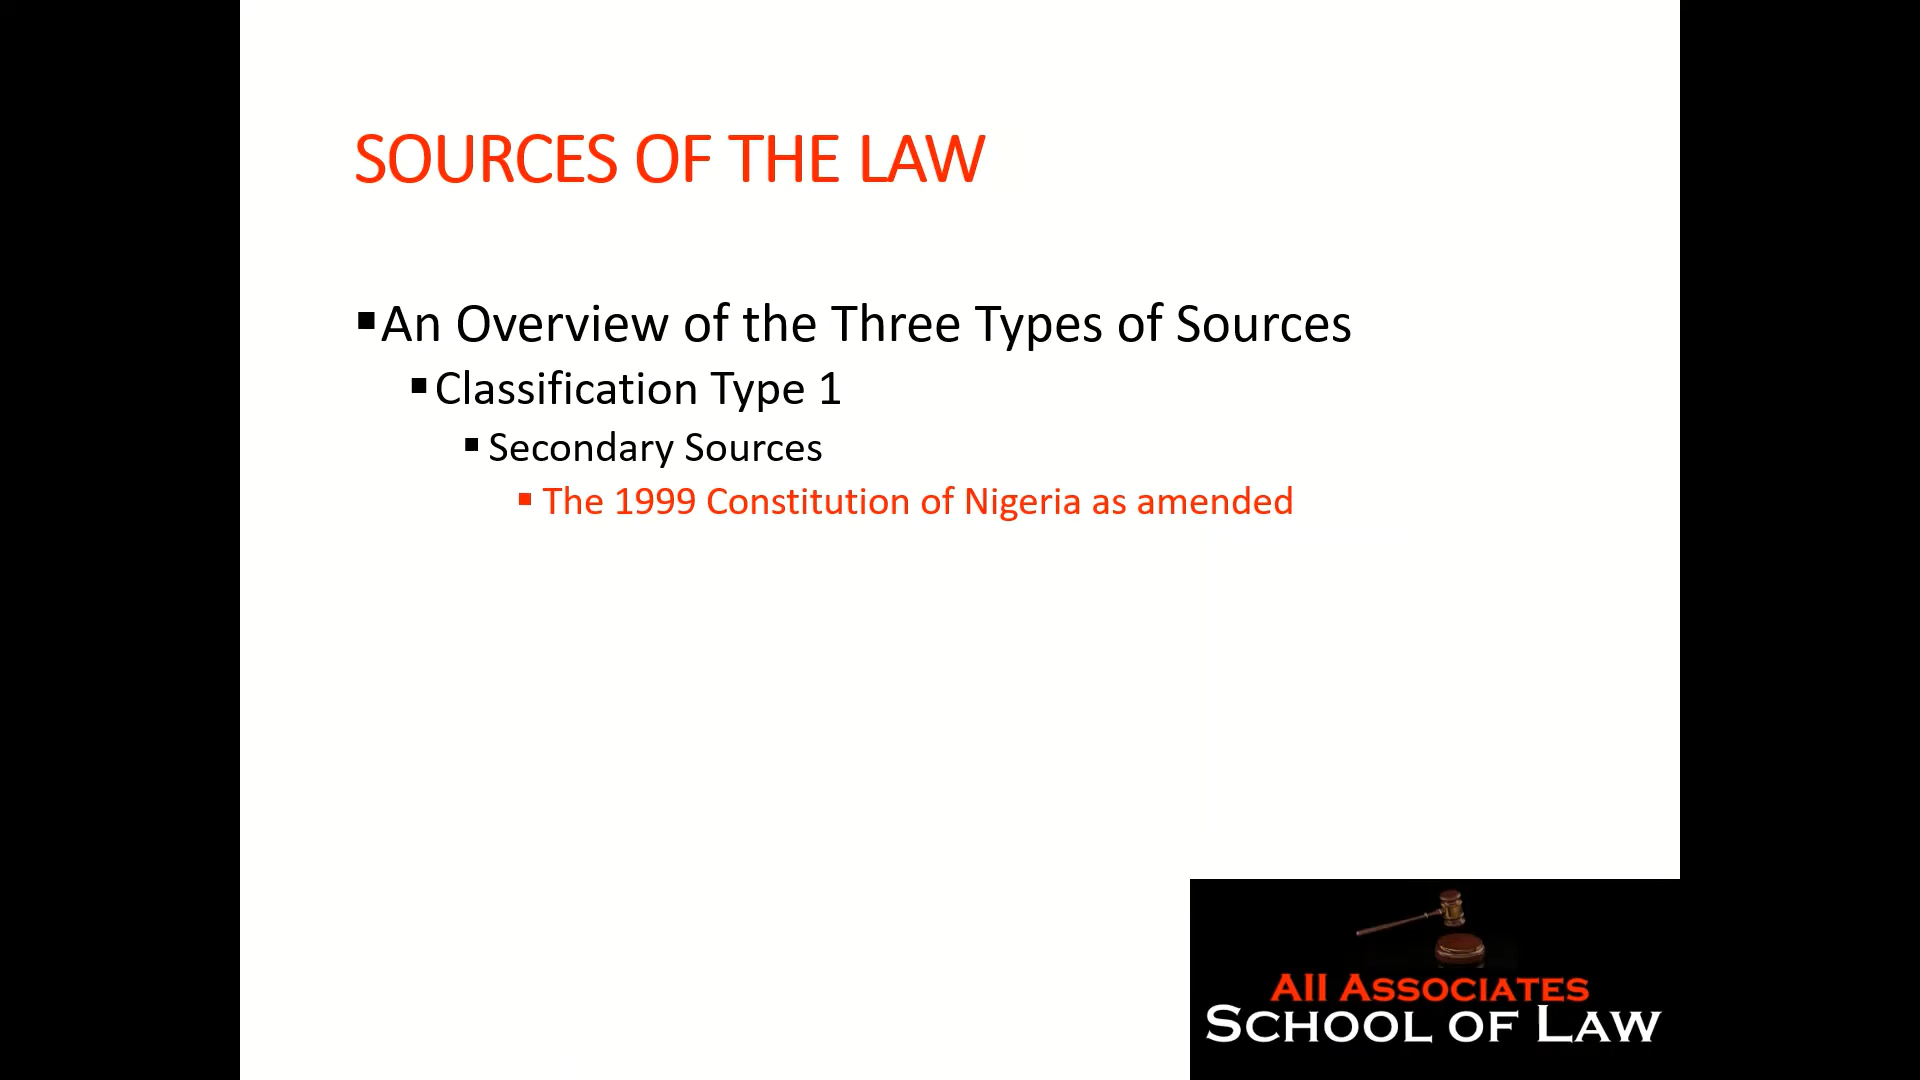 SOURCES OF THE LAW
▪An Overview of the Three Types of Sources
▪Classification Type 1
▪Secondary Sources
▪The 1999 Constitution of Nigeria as amended
All Associates
School of Law